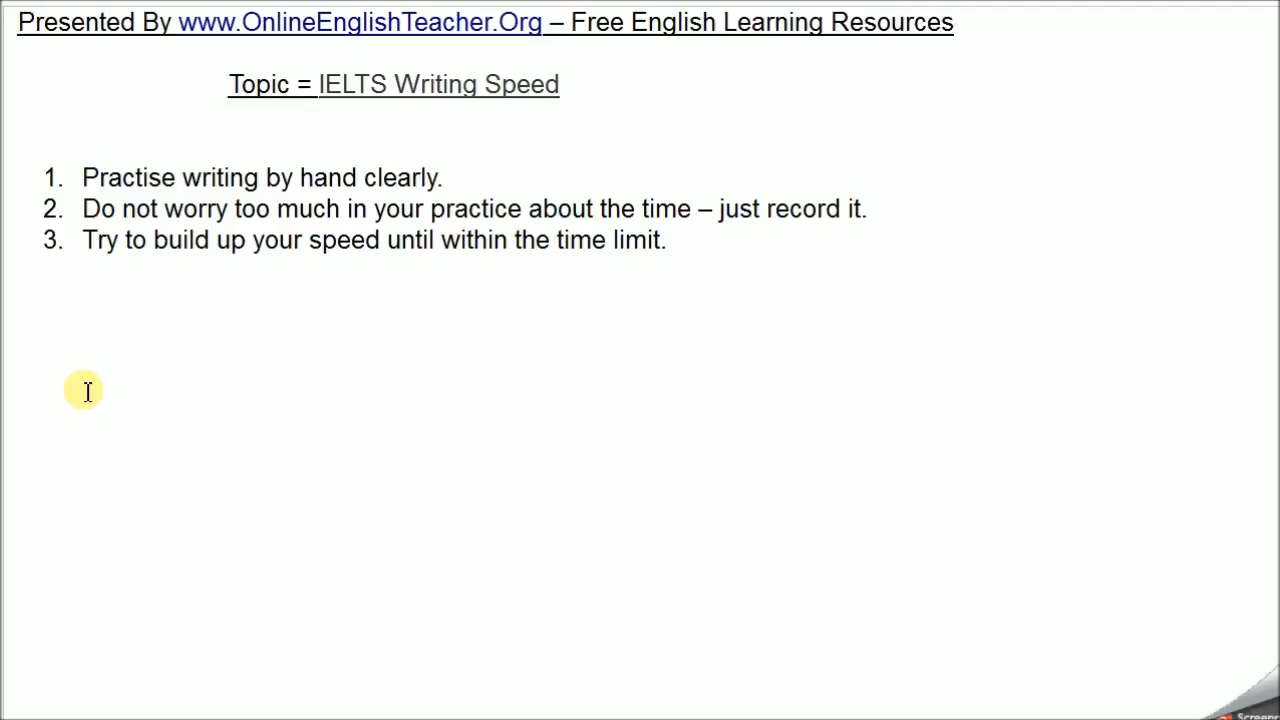 Presented By www.OnlineEnglishTeacher.Org – Free English Learning Resources
Topic = IELTS Writing Speed
1. Practise writing by hand clearly.
2. Do not worry too much in your practice about the time – just record it.
3. Try to build up your speed until within the time limit.